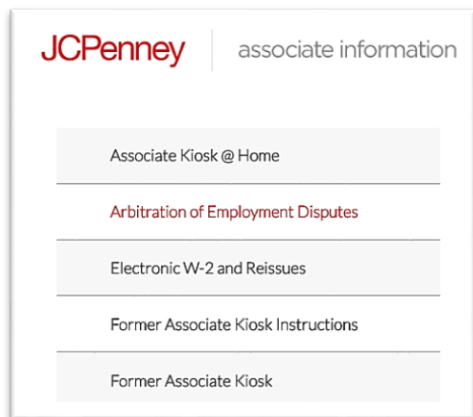 JCPenney associate information
Associate Kiosk @ Home
Arbitration of Employment Disputes
Electronic W-2 and Reissues
Former Associate Kiosk Instructions
Former Associate Kiosk